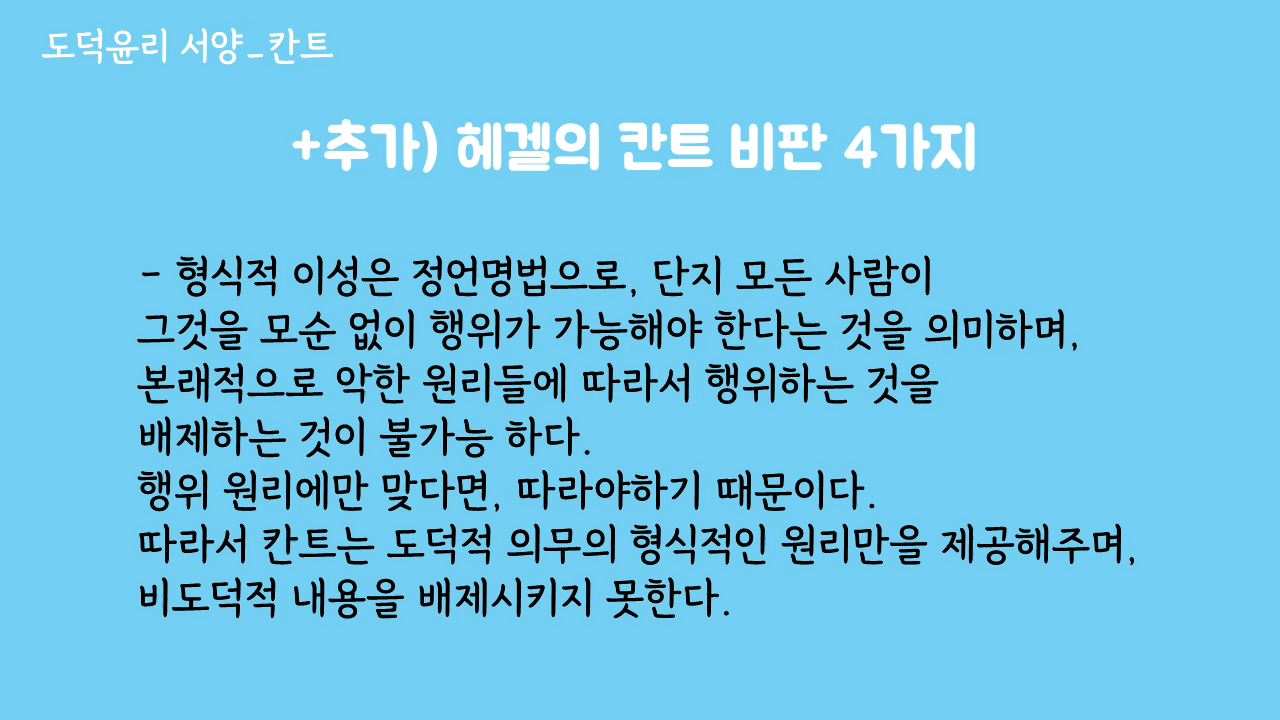 도덕윤리 서양_칸트
+추가) 헤겔의 칸트 비판 4가지
- 형식적 이성은 정언명법으로, 단지 모든 사람이
그것을 모순 없이 행위가 가능해야 한다는 것을 의미하며,
본래적으로 악한 원리들에 따라서 행위하는 것을
배제하는 것이 불가능 하다.
행위 원리에만 맞다면, 따라야하기 때문이다.
따라서 칸트는 도덕적 의무의 형식적인 원리만을 제공해주며,
비도덕적 내용을 배제시키지 못한다.